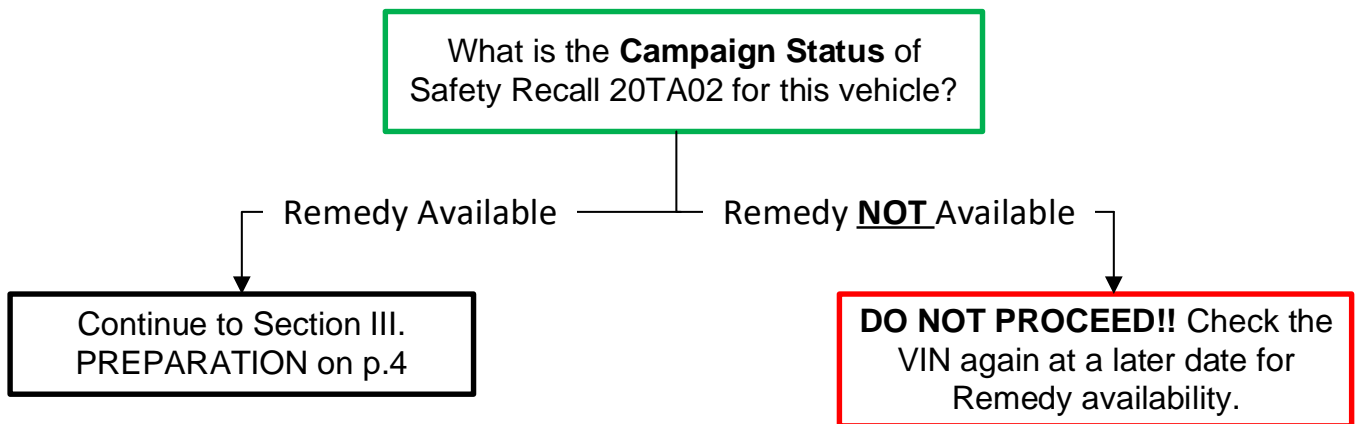 What is the Campaign Status of
Safety Recall 20TA02 for this vehicle?
Remedy Available
Remedy NOT Available
Continue to Section III.
PREPARATION on p.4
DO NOT PROCEED!! Check the
VIN again at a later date for
Remedy availability.